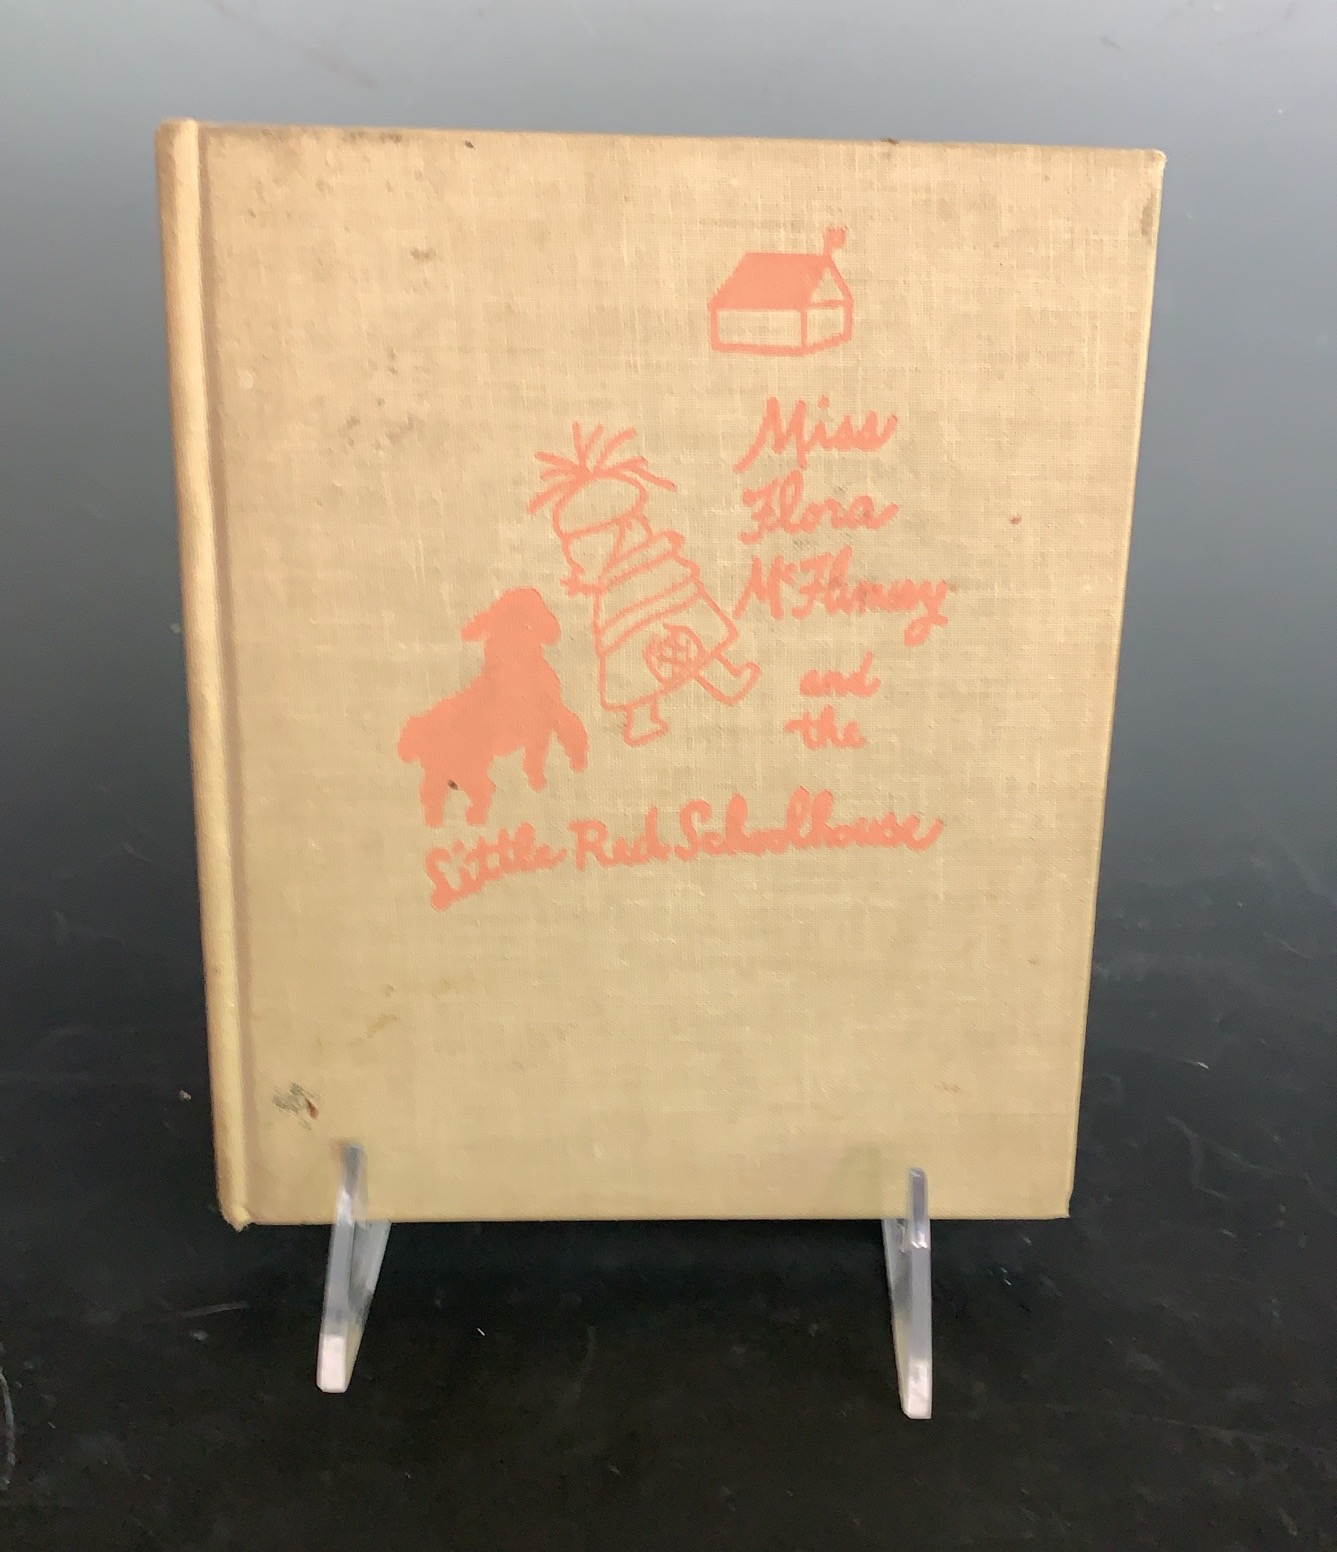 Miss
Flora
McFlimsey
and
the
Little Red Schoolhouse